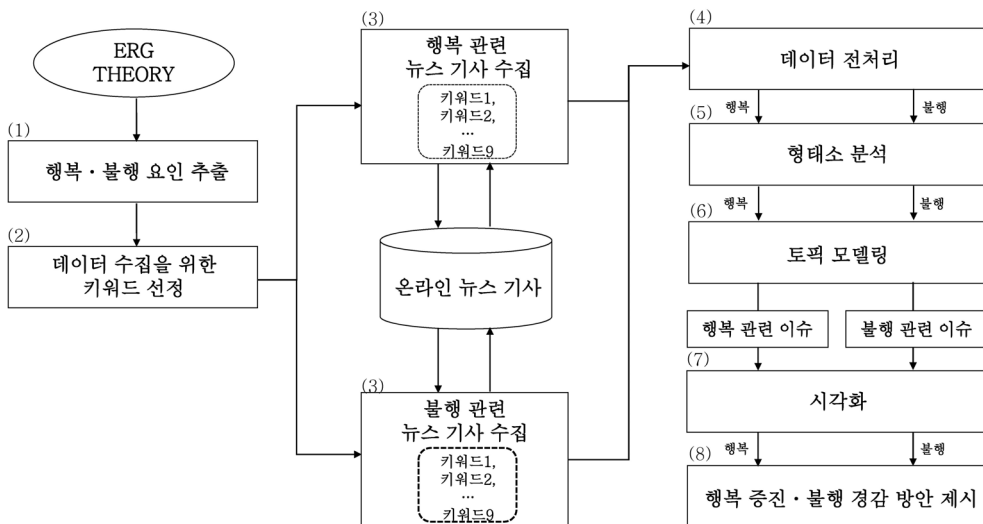 ERG
THEORY
(1)
행복・불행 요인 추출
(2)
데이터 수집을 위한
키워드 선정
(3)
행복 관련
뉴스 기사 수집
키워드1,
키워드2,
...
키워드9
온라인 뉴스 기사
(3)
불행 관련
뉴스 기사 수집
키워드1,
키워드2,
...
키워드9
(4)
데이터 전처리
행복 불행
(5)
형태소 분석
행복 불행
(6)
토픽 모델링
행복 관련 이슈 불행 관련 이슈
(7)
시각화
행복 불행
(8)
행복 증진・불행 경감 방안 제시